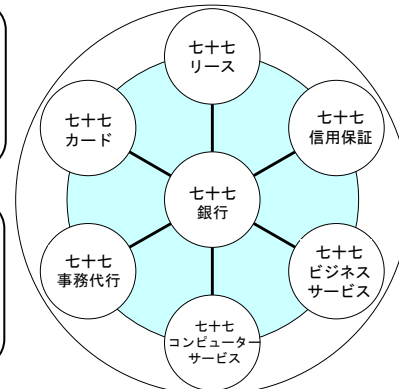 七十七
リース
七十七
カード
七十七
信用保証
七十七
銀行
七十七
事務代行
七十七
ビジネス
サービス
七十七
コンピューター
サービス